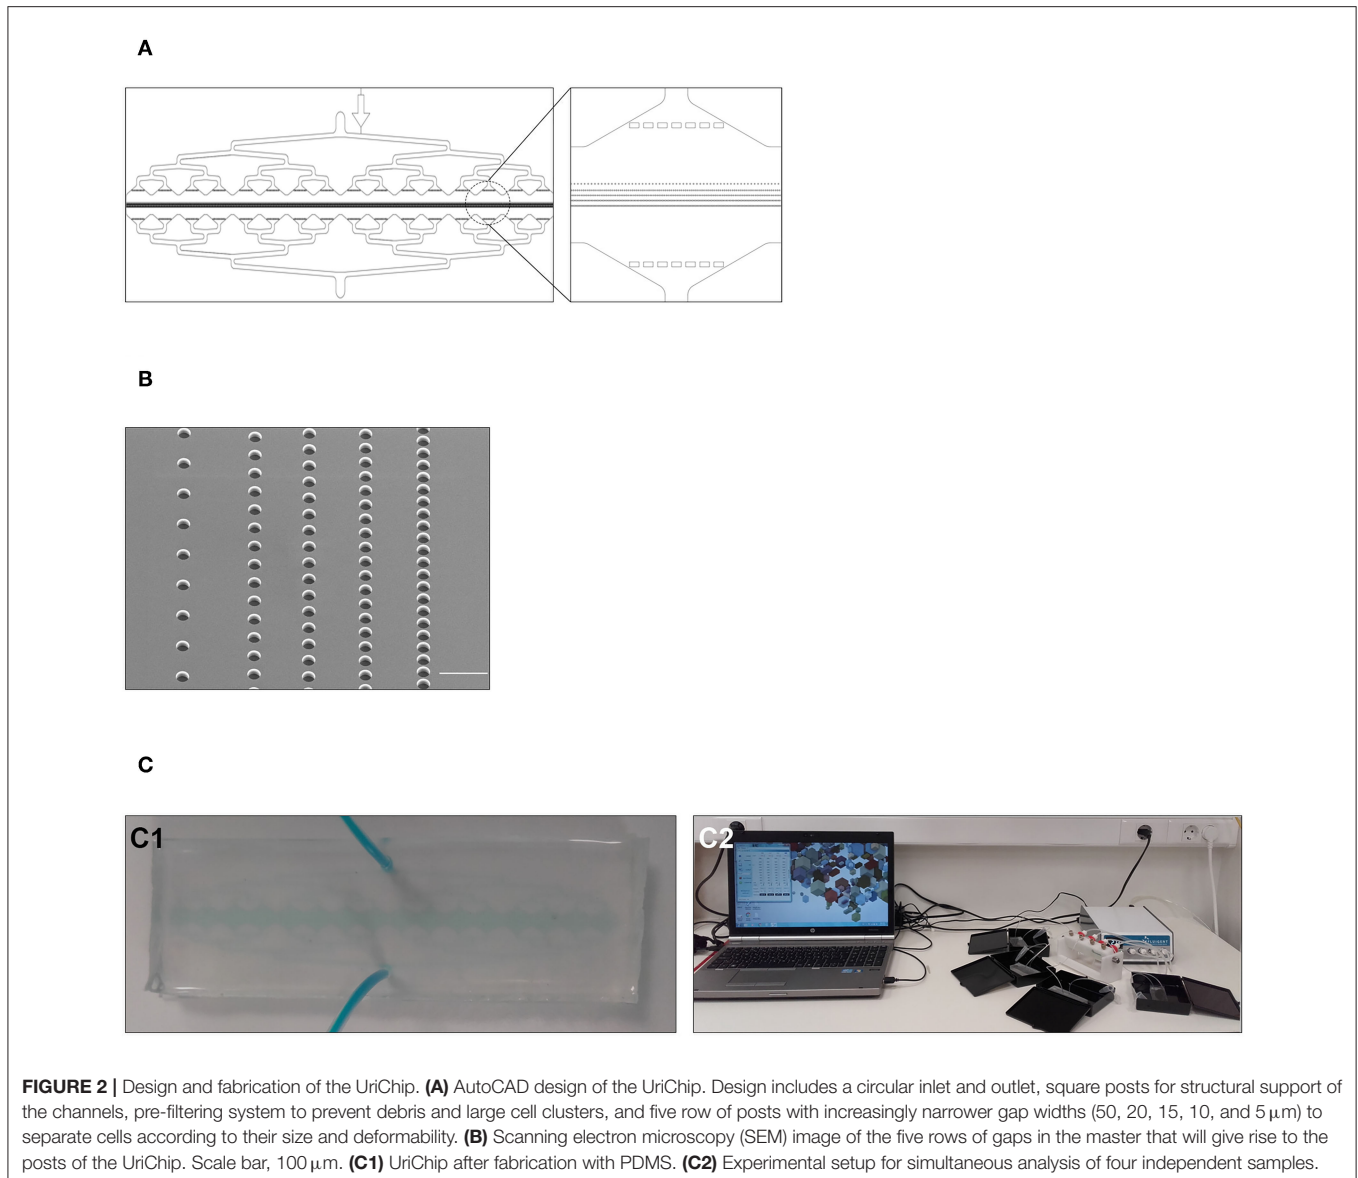 A
B
C
C1
C2
FIGURE 2 | Design and fabrication of the UriChip. (A) AutoCAD design of the UriChip. Design includes a circular inlet and outlet, square posts for structural support of
the channels, pre-filtering system to prevent debris and large cell clusters, and five row of posts with increasingly narrower gap widths (50, 20, 15, 10, and 5 μm) to
separate cells according to their size and deformability. (B) Scanning electron microscopy (SEM) image of the five rows of gaps in the master that will give rise to the
posts of the UriChip. Scale bar, 100 μm. (C1) UriChip after fabrication with PDMS. (C2) Experimental setup for simultaneous analysis of four independent samples.